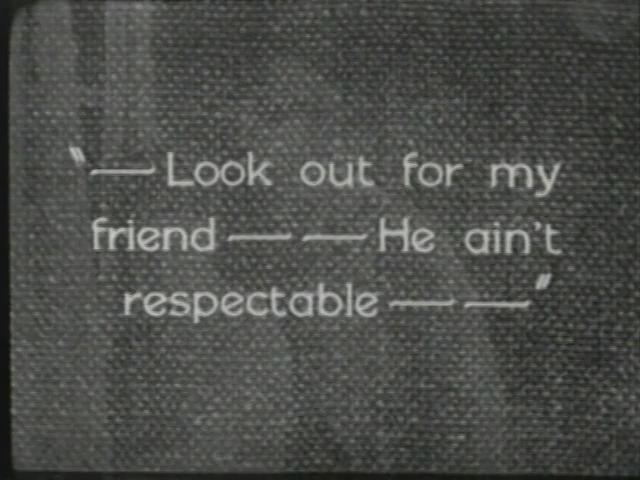 "—Look out for my
friend— —He ain't
respectable— —"